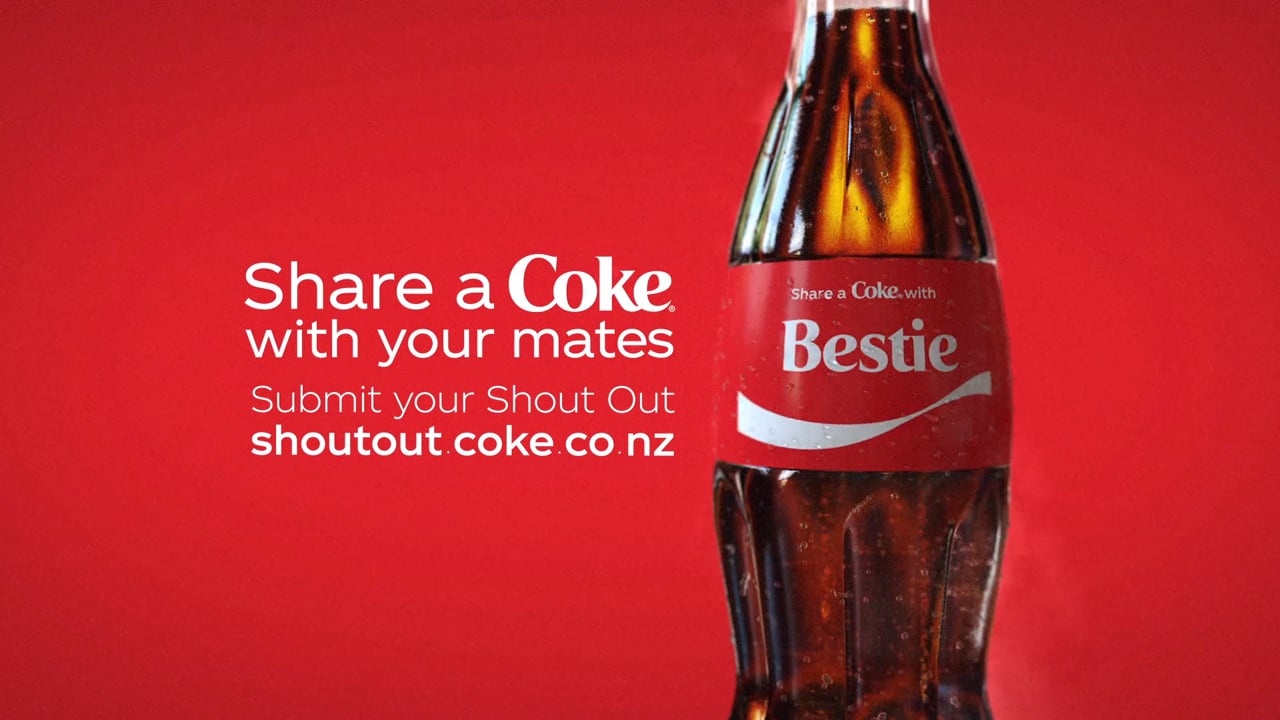 Share a Coke®
with your mates
Submit your Shout Out
shoutout.coke.co.nz
Share a Coke® with
Bestie